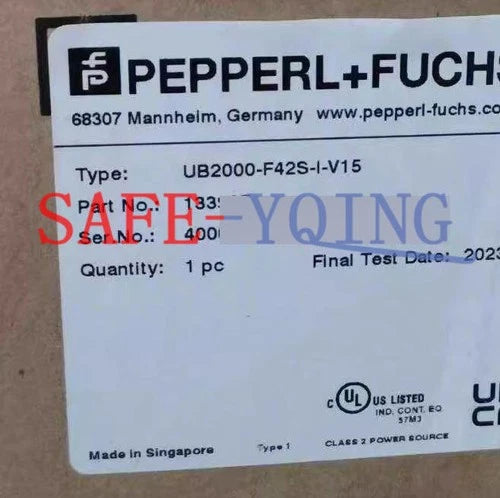 PEPPERL+FUCHS
68307 Mannheim, Germany www.pepperl-fuchs.co
Type: UB2000-F42S-I-V15
Part No.: 133
SAFE-YQING
Ser.No.: 400
Quantity: 1 pc Final Test Date: 2023
c UL US LISTED
IND. CONT. EQ.
57M3
Made in Singapore Type 1 CLASS 2 POWER SOURCE